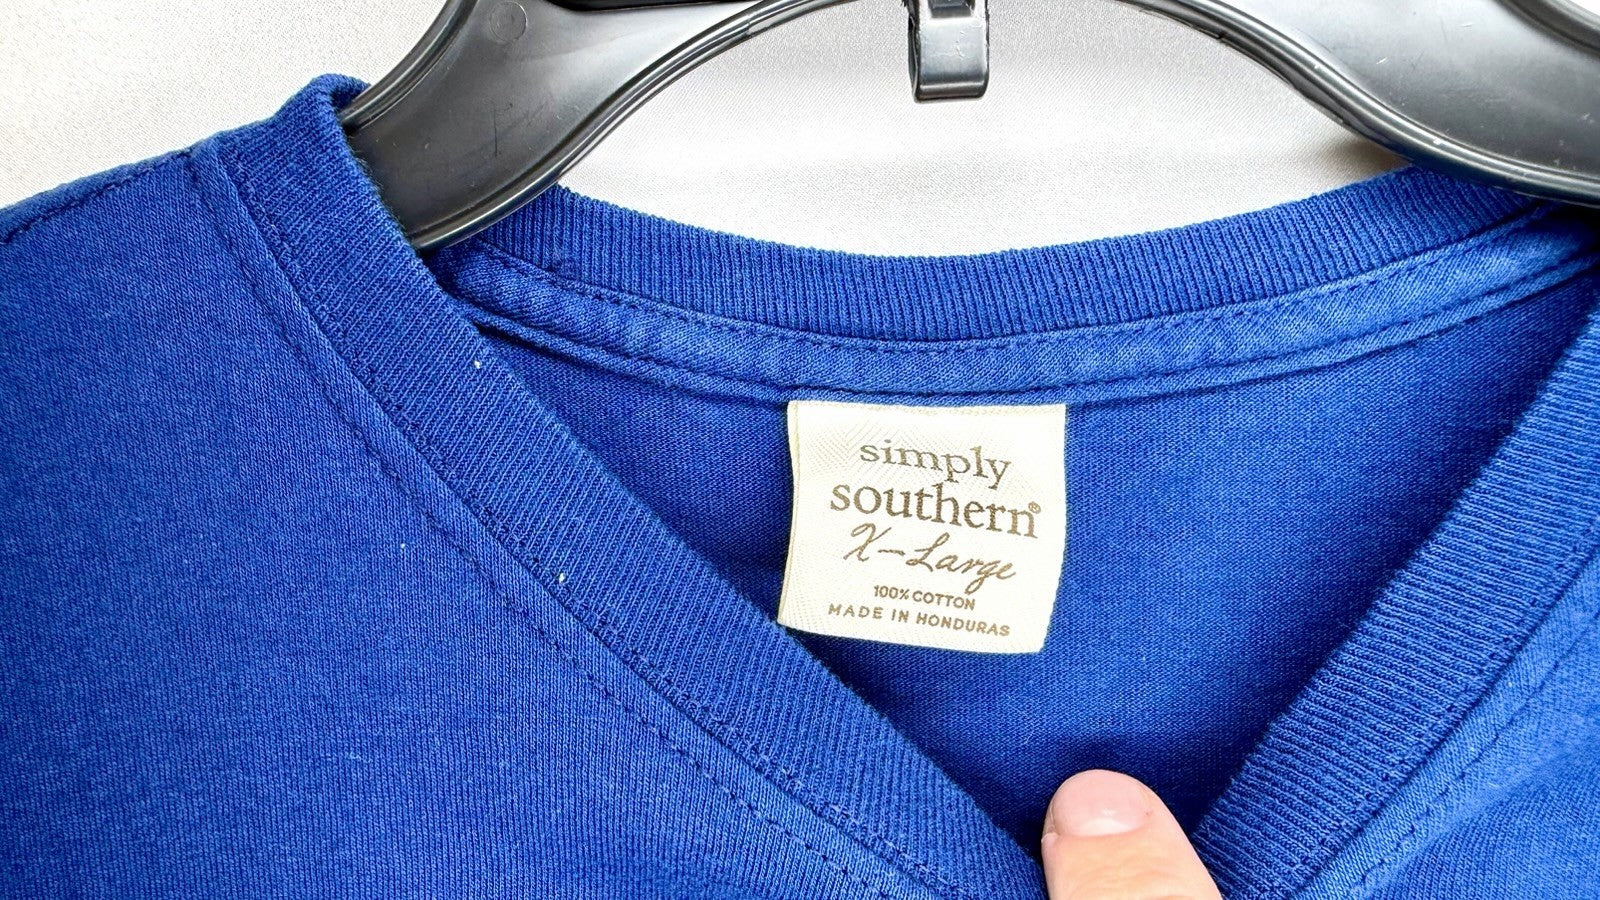 simply
southern®
X-Large
100% COTTON
MADE IN HONDURAS